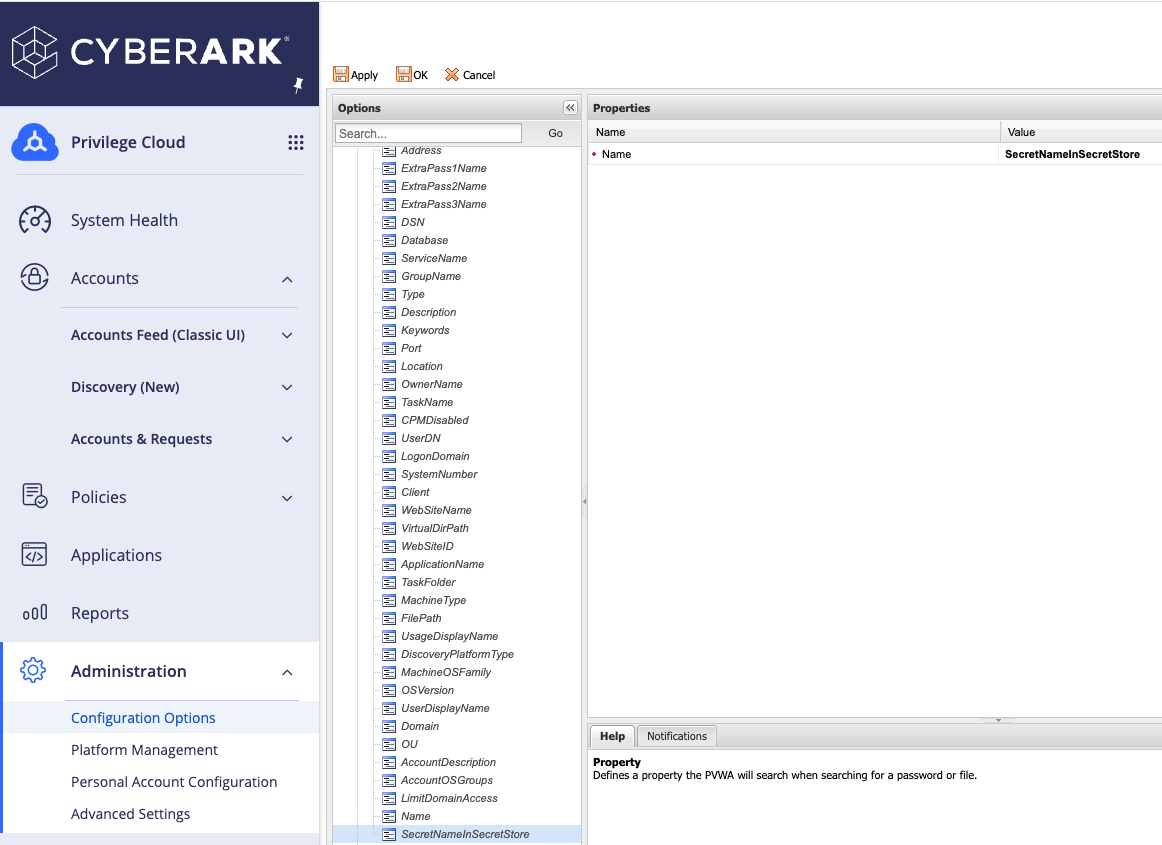 CYBERARK®
Privilege Cloud
System Health
Accounts
Accounts Feed (Classic UI)
Discovery (New)
Accounts & Requests
Policies
Applications
Reports
Administration
Configuration Options
Platform Management
Personal Account Configuration
Advanced Settings
Apply OK Cancel
Options
Search... Go
Address
ExtraPass1Name
ExtraPass2Name
ExtraPass3Name
DSN
Database
ServiceName
GroupName
Type
Description
Keywords
Port
Location
OwnerName
TaskName
CPMDisabled
UserDN
LogonDomain
SystemNumber
Client
WebSiteName
VirtualDirPath
WebSiteID
ApplicationName
TaskFolder
MachineType
FilePath
UsageDisplayName
DiscoveryPlatformType
MachineOSFamily
OSVersion
UserDisplayName
Domain
OU
AccountDescription
AccountOSGroups
LimitDomainAccess
Name
SecretNameInSecretStore
Properties
Name Value
Name SecretNameInSecretStore
Help Notifications
Property
Defines a property the PVWA will search when searching for a password or file.